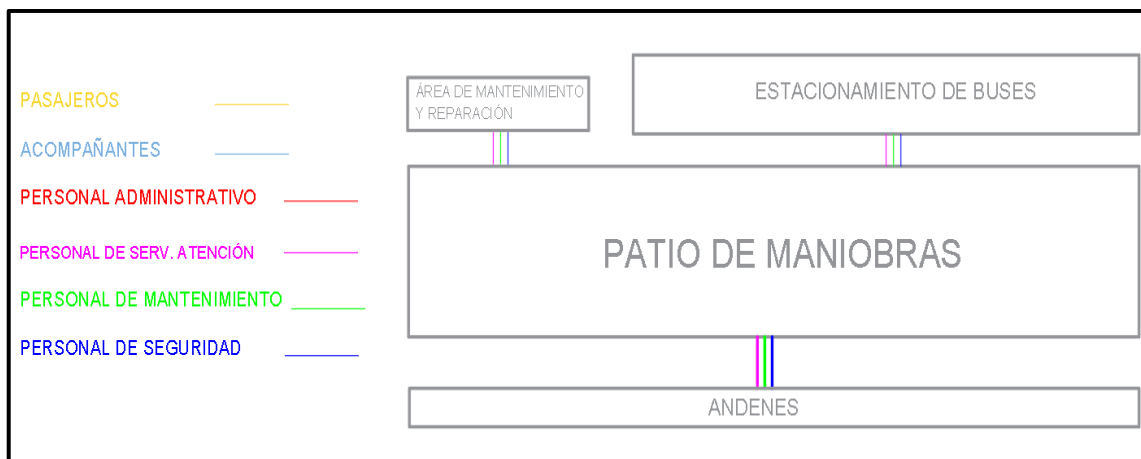 PASAJEROS
ACOMPAÑANTES
PERSONAL ADMINISTRATIVO
PERSONAL DE SERV. ATENCIÓN
PERSONAL DE MANTENIMIENTO
PERSONAL DE SEGURIDAD
ÁREA DE MANTENIMIENTO
Y REPARACIÓN
ESTACIONAMIENTO DE BUSES
PATIO DE MANIOBRAS
ANDENES